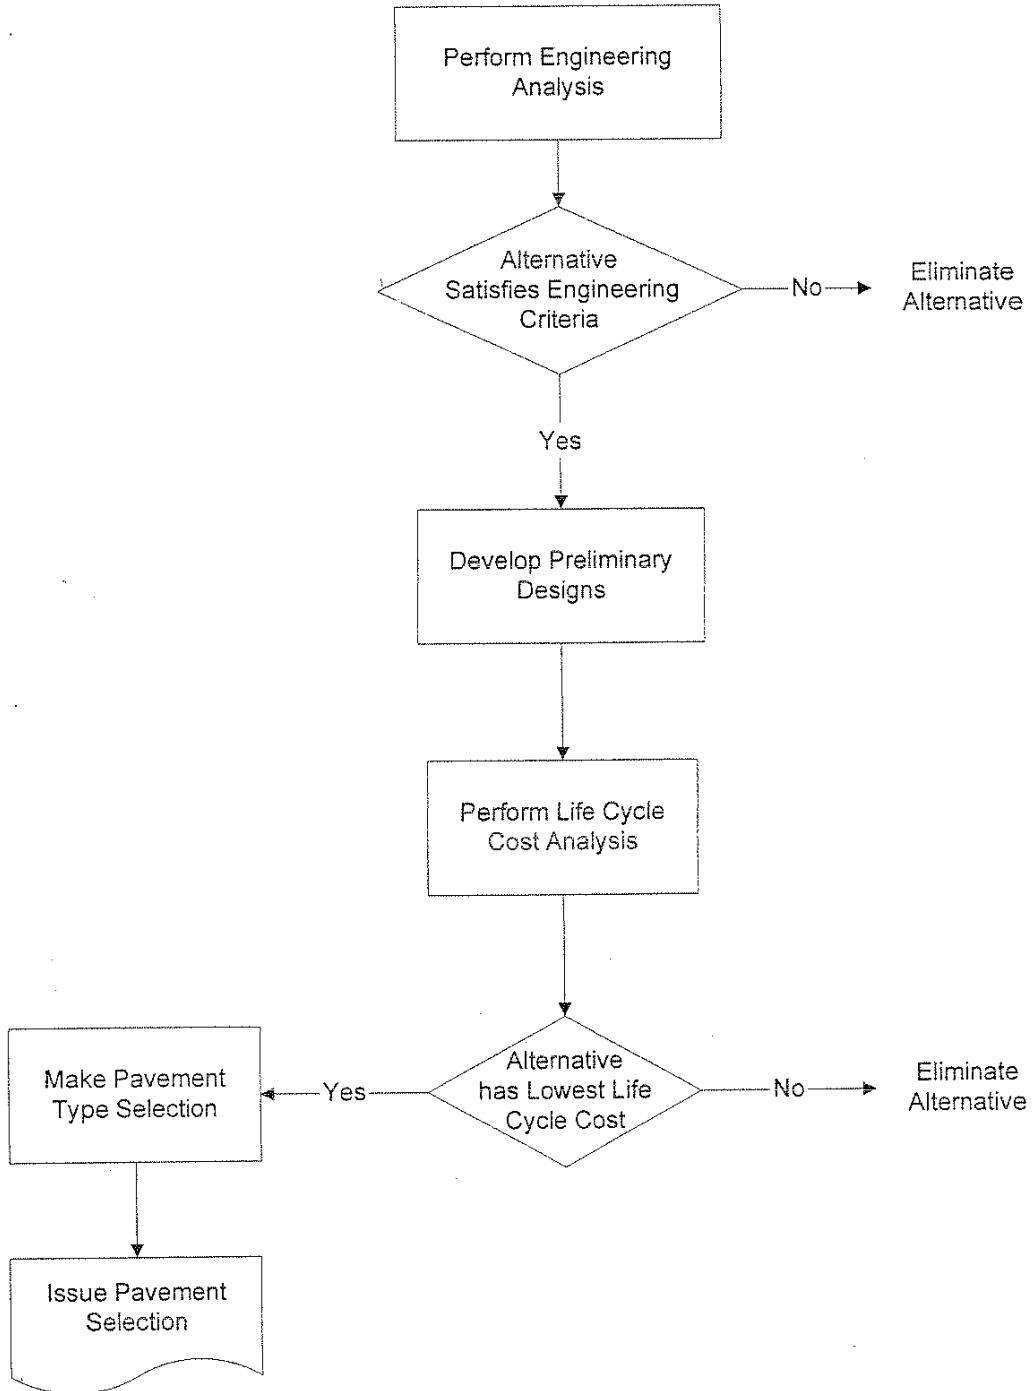 Perform Engineering
Analysis
Alternative
Satisfies Engineering
Criteria
No
Eliminate
Alternative
Yes
Develop Preliminary
Designs
Perform Life Cycle
Cost Analysis
Alternative
has Lowest Life
Cycle Cost
No
Eliminate
Alternative
Yes
Make Pavement
Type Selection
Issue Pavement
Selection